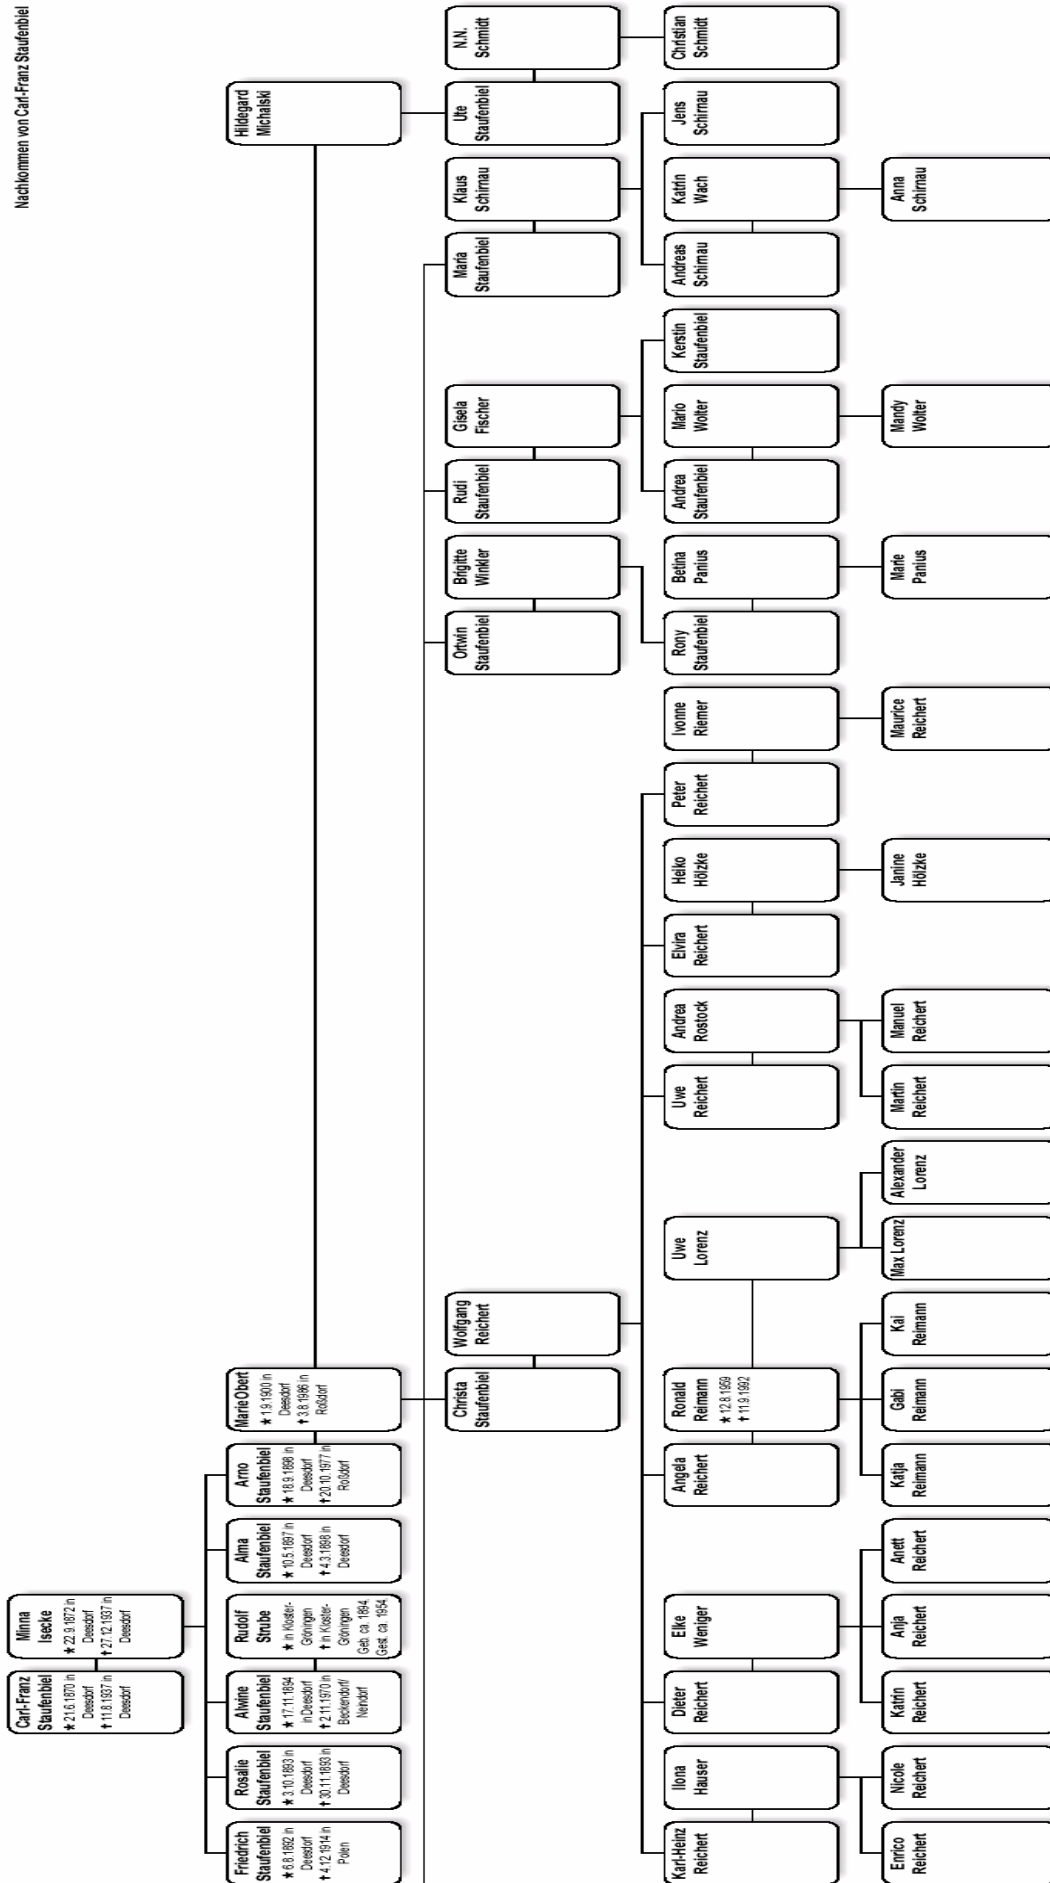 Nachkommen von Carl-Franz Staufenbiel
Carl-Franz
Staufenbiel
★ 21.6.1870 in
Deesdorf
† 11.8.1937 in
Deesdorf
Minna
Isecke
★ 22.9.1872 in
Deesdorf
† 27.12.1937 in
Deesdorf
Friedrich
Staufenbiel
★ 6.8.1892 in
Deesdorf
† 4.12.1914 in
Polen
Rosalie
Staufenbiel
★ 3.10.1893 in
Deesdorf
† 30.11.1893 in
Deesdorf
Alwine
Staufenbiel
★ 17.11.1894
in Deesdorf
† 2.11.1970 in
Beckendorf/
Neindorf
Rudolf
Strube
★ in Kloster-
Gröningen
† in Kloster-
Gröningen
Geb. ca. 1894.
Gest. ca. 1954.
Alma
Staufenbiel
★ 10.5.1897 in
Deesdorf
† 4.3.1898 in
Deesdorf
Arno
Staufenbiel
★ 18.9.1898 in
Deesdorf
† 20.10.1977 in
Roßdorf
Marie Obert
★ 1.9.1900 in
Deesdorf
† 3.8.1986 in
Roßdorf
Hildegard
Michalski
Christa
Staufenbiel
Wolfgang
Reichert
Ortwin
Staufenbiel
Brigitte
Winkler
Rudi
Staufenbiel
Gisela
Fischer
Maria
Staufenbiel
Klaus
Schirnau
Ute
Staufenbiel
N.N.
Schmidt
Karl-Heinz
Reichert
Ilona
Hauser
Dieter
Reichert
Elke
Weniger
Angela
Reichert
Ronald
Reimann
★ 12.8.1959
† 11.9.1992
Uwe
Lorenz
Uwe
Reichert
Andrea
Rostock
Elvira
Reichert
Heiko
Hölzke
Peter
Reichert
Ivonne
Riemer
Rony
Staufenbiel
Betina
Panius
Andrea
Staufenbiel
Mario
Wolter
Kerstin
Staufenbiel
Andreas
Schirnau
Katrin
Wach
Jens
Schirnau
Christian
Schmidt
Enrico
Reichert
Nicole
Reichert
Katrin
Reichert
Anja
Reichert
Anett
Reichert
Katja
Reimann
Gabi
Reimann
Kai
Reimann
Max Lorenz
Alexander
Lorenz
Martin
Reichert
Manuel
Reichert
Janine
Hölzke
Maurice
Reichert
Marie
Panius
Mandy
Wolter
Anna
Schirnau